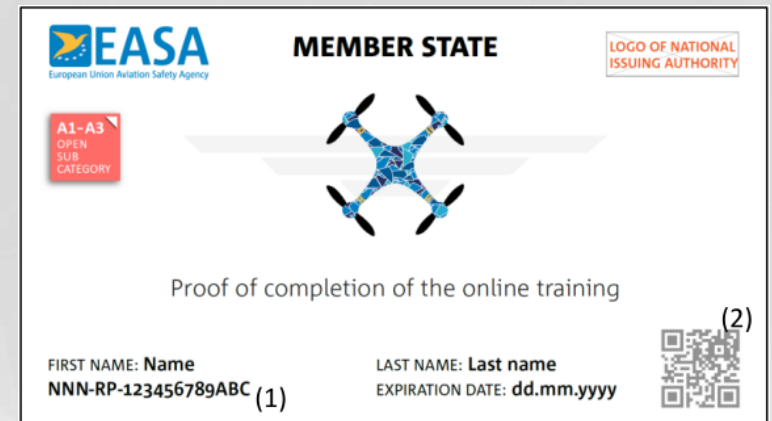 EASA
European Union Aviation Safety Agency
MEMBER STATE
LOGO OF NATIONAL
ISSUING AUTHORITY
A1-A3
OPEN
SUB
CATEGORY
Proof of completion of the online training
(2)
FIRST NAME: Name
LAST NAME: Last name
NNN-RP-123456789ABC (1)
EXPIRATION DATE: dd.mm.yyyy